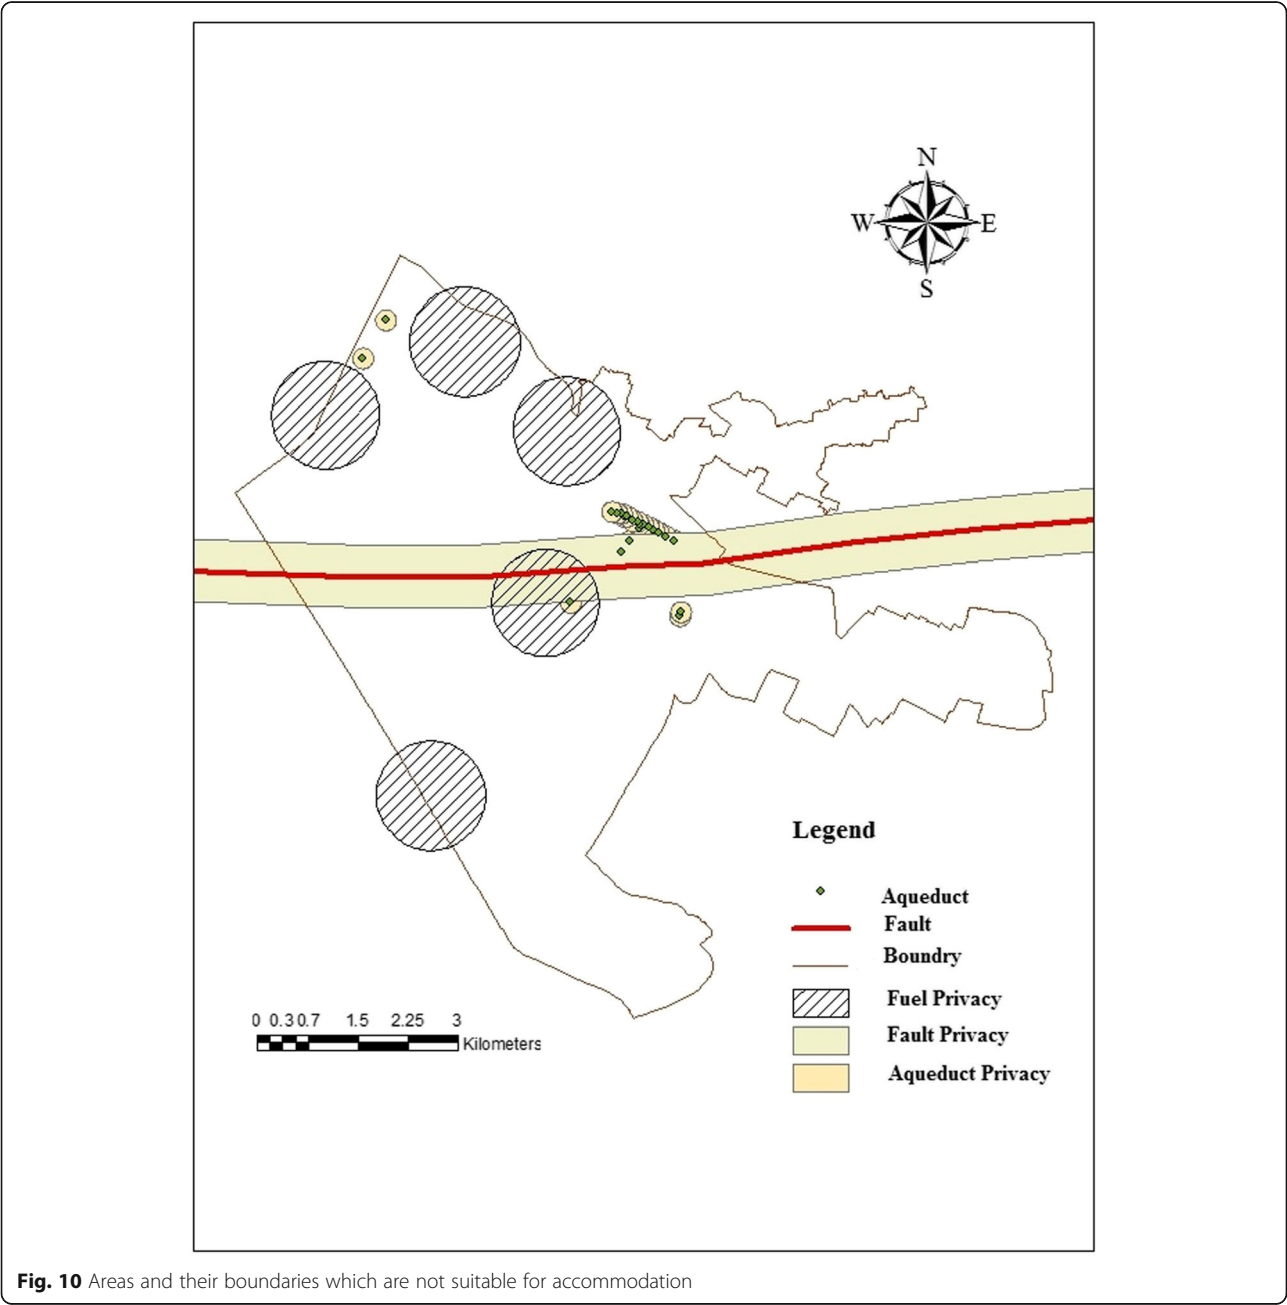 N
W E
S
Legend
Aqueduct
Fault
Boundry
Fuel Privacy
Fault Privacy
Aqueduct Privacy
0 0.3 0.7 1.5 2.25 3
Kilometers
Fig. 10 Areas and their boundaries which are not suitable for accommodation